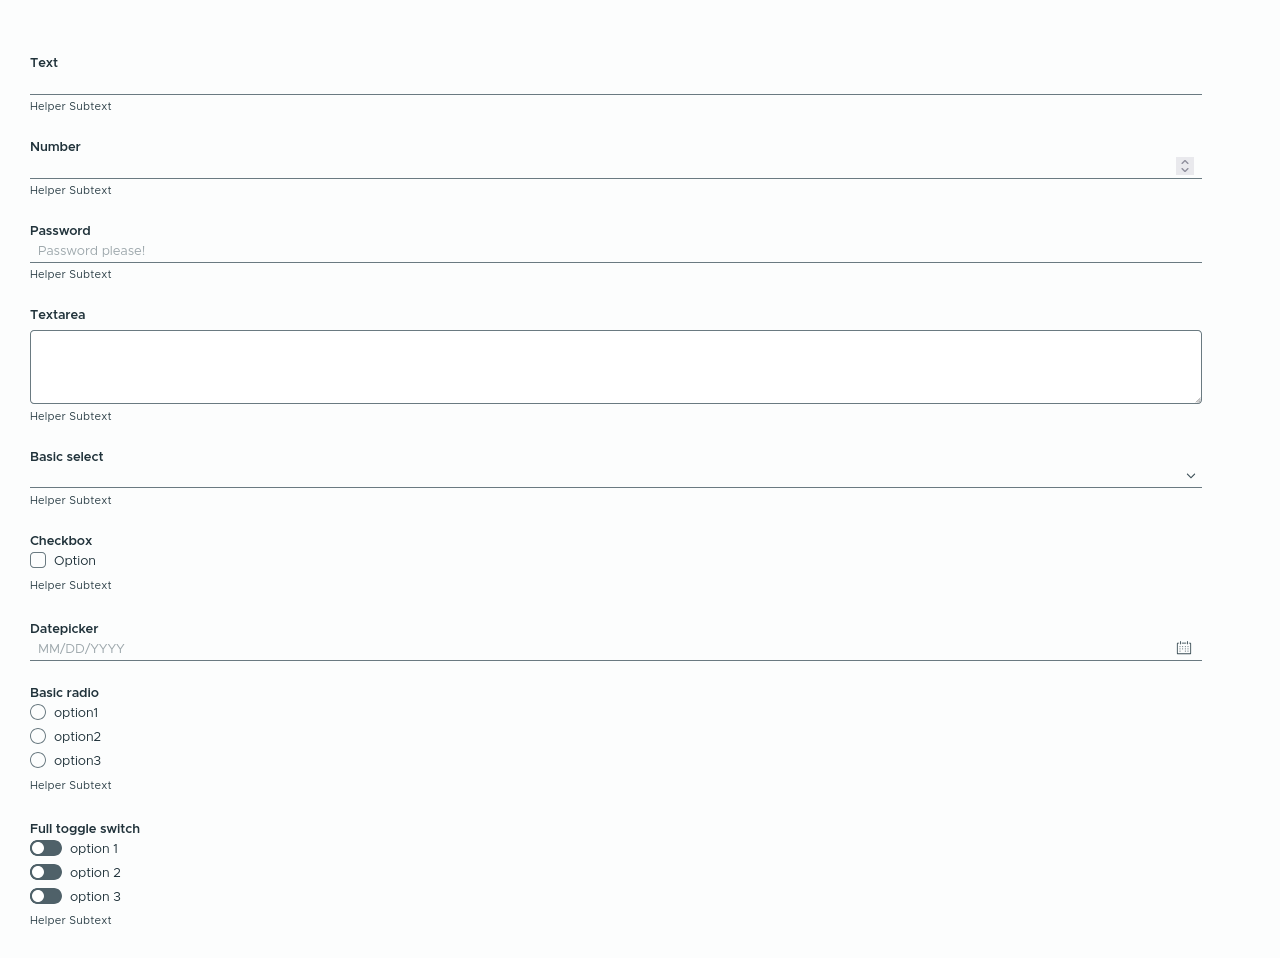 Text
Helper Subtext
Number
Helper Subtext
Password
Password please!
Helper Subtext
Textarea
Helper Subtext
Basic select
Helper Subtext
Checkbox
Option
Helper Subtext
Datepicker
MM/DD/YYYY
Basic radio
option1
option2
option3
Helper Subtext
Full toggle switch
option 1
option 2
option 3
Helper Subtext